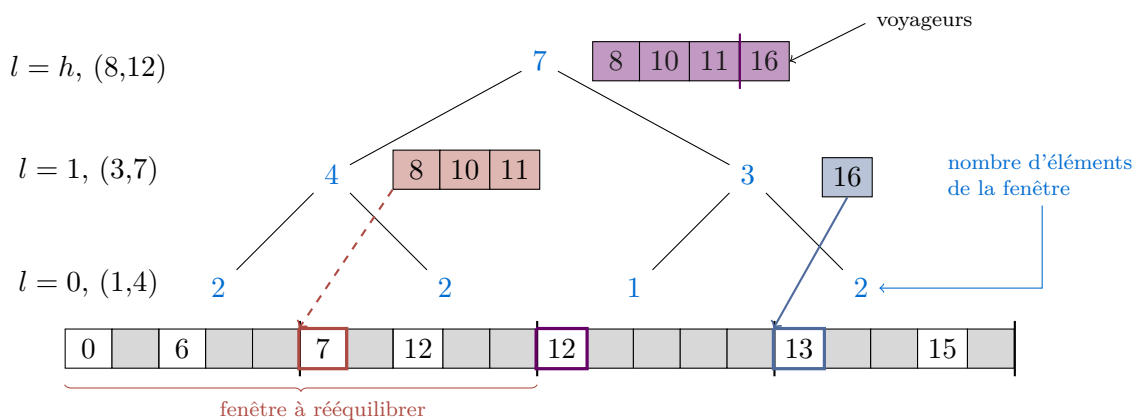 voyageurs
l = h, (8,12)
7
8 10 11 16
l = 1, (3,7)
4
8 10 11
3
16
nombre d'éléments
de la fenêtre
l = 0, (1,4)
2
2
1
2
0 6 7 12 12 13 15
fenêtre à rééquilibrer